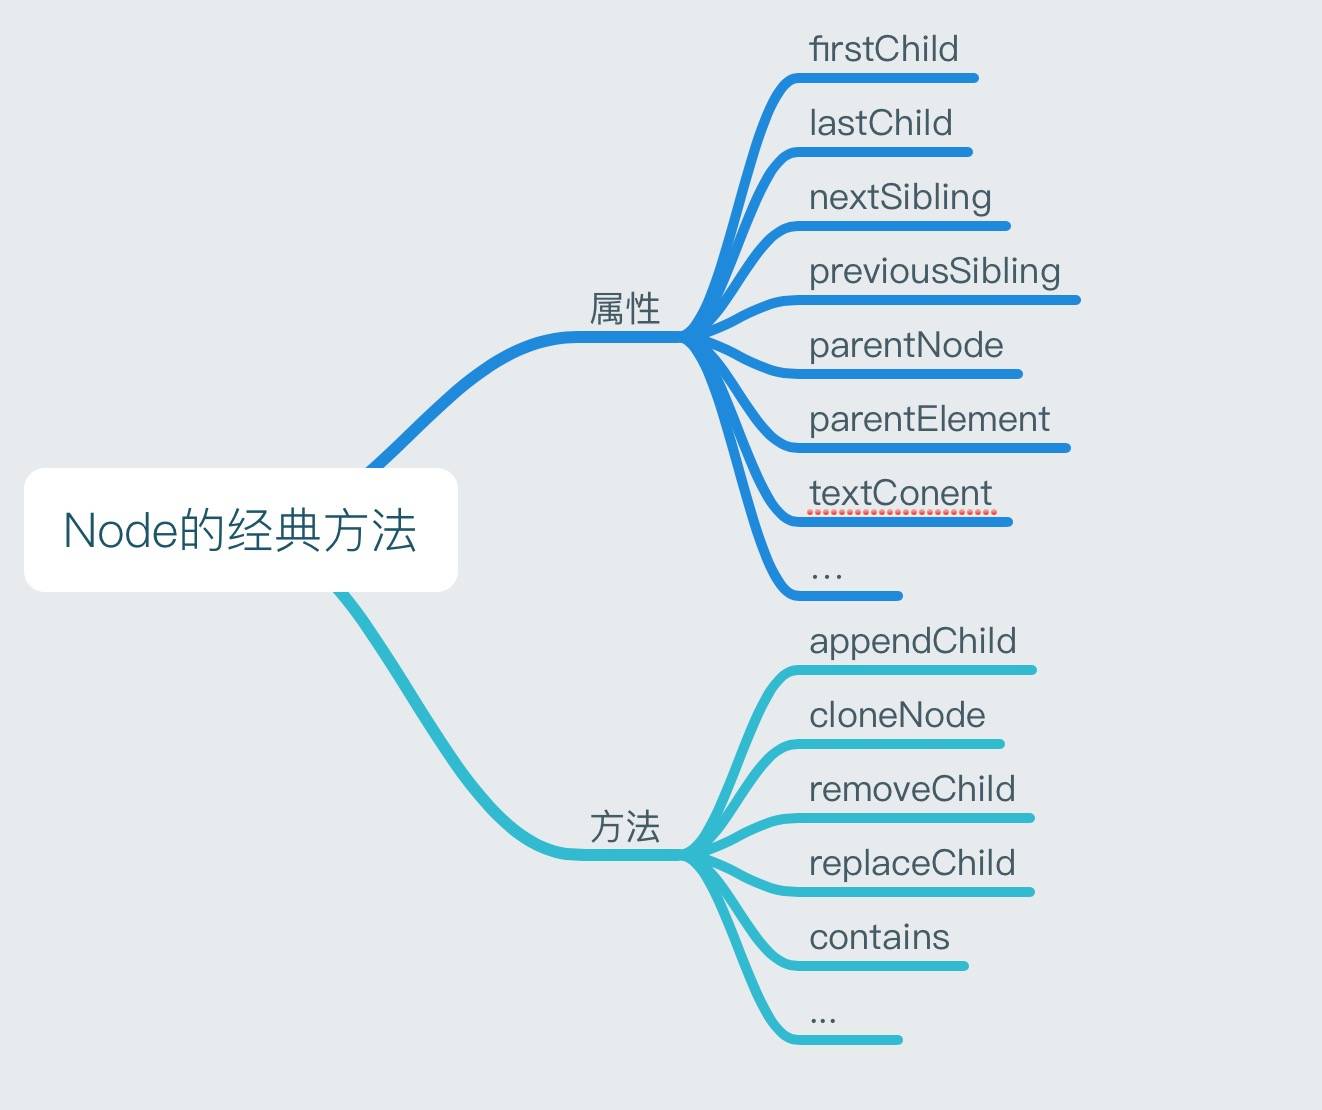 Node的经典方法
属性
firstChild
lastChild
nextSibling
previousSibling
parentNode
parentElement
textConent
...
方法
appendChild
cloneNode
removeChild
replaceChild
contains
...